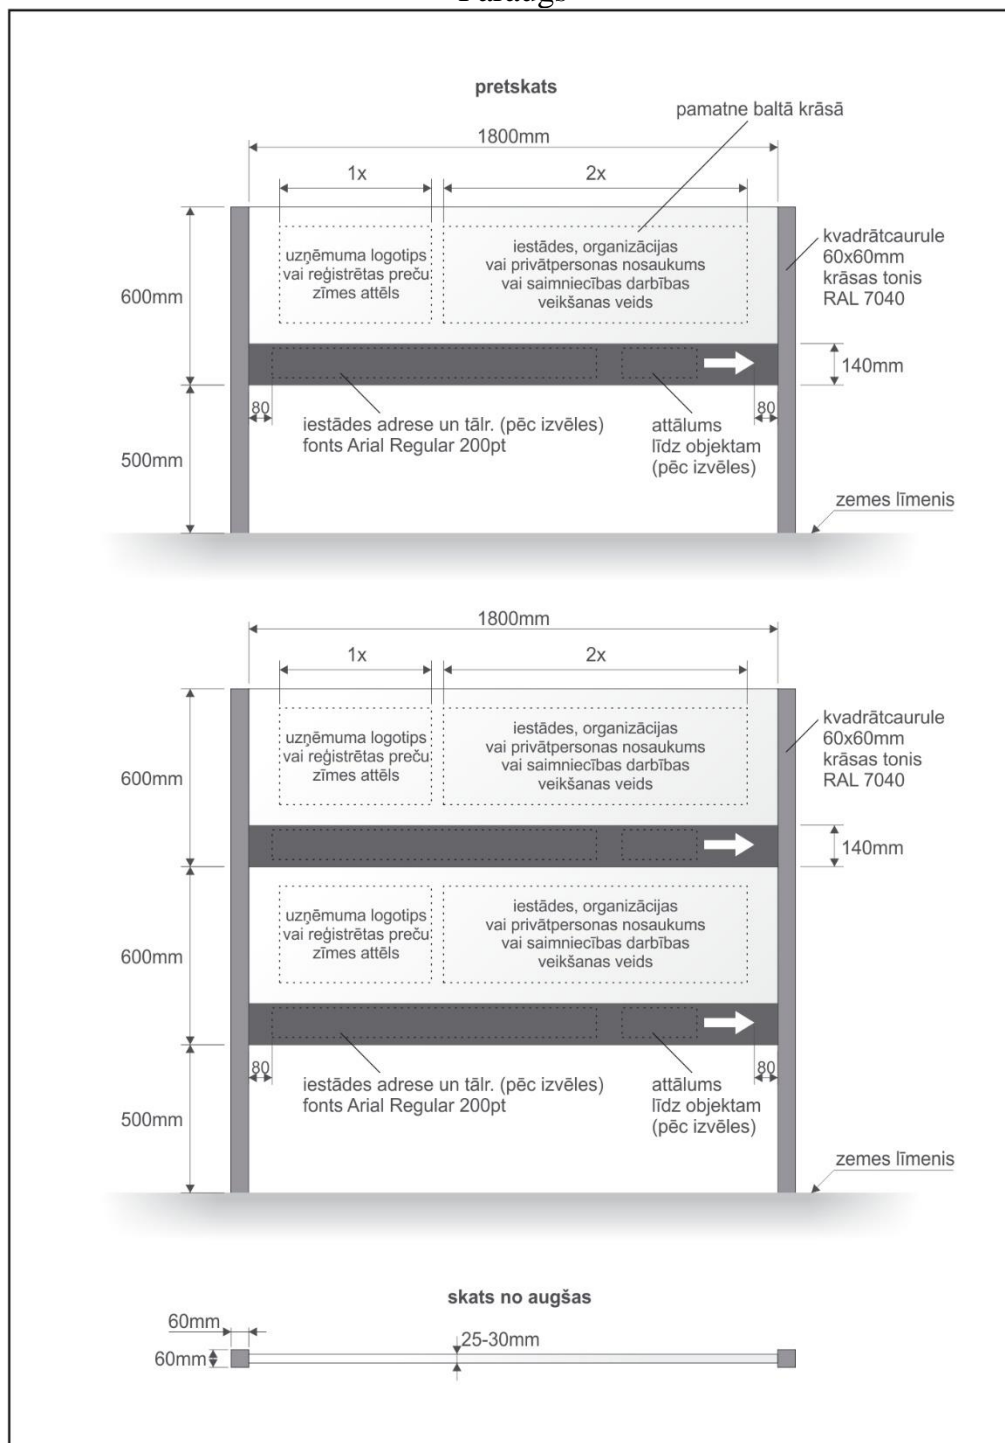 Paraugs
pretskats
pamatne baltā krāsā
1800mm
1x
2x
uzņēmuma logotips
vai reģistrētas preču
zīmes attēls
iestādes, organizācijas
vai privātpersonas nosaukums
vai saimniecības darbības
veikšanas veids
kvadrātcaurule
60x60mm
krāsas tonis
RAL 7040
600mm
140mm
80
80
iestādes adrese un tālr. (pēc izvēles)
fonts Arial Regular 200pt
attālums
līdz objektam
(pēc izvēles)
500mm
zemes līmenis
1800mm
1x
2x
uzņēmuma logotips
vai reģistrētas preču
zīmes attēls
iestādes, organizācijas
vai privātpersonas nosaukums
vai saimniecības darbības
veikšanas veids
kvadrātcaurule
60x60mm
krāsas tonis
RAL 7040
600mm
140mm
uzņēmuma logotips
vai reģistrētas preču
zīmes attēls
iestādes, organizācijas
vai privātpersonas nosaukums
vai saimniecības darbības
veikšanas veids
600mm
80
80
iestādes adrese un tālr. (pēc izvēles)
fonts Arial Regular 200pt
attālums
līdz objektam
(pēc izvēles)
500mm
zemes līmenis
skats no augšas
60mm
25-30mm
60mm